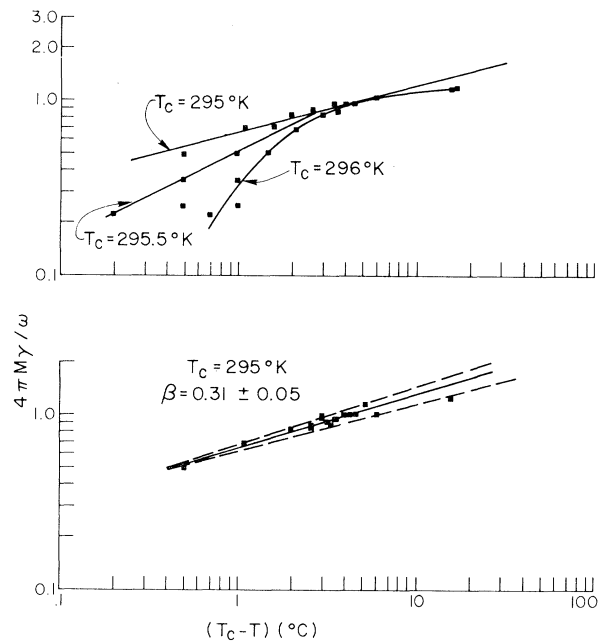 3.0
2.0
1.0
0.1
T_C = 295 °K
T_C = 296 °K
T_C = 295.5 °K
4 π M γ / ω
T_C = 295 °K
β = 0.31 ± 0.05
1.0
0.1
.1
1
10
100
(T_C - T) (°C)